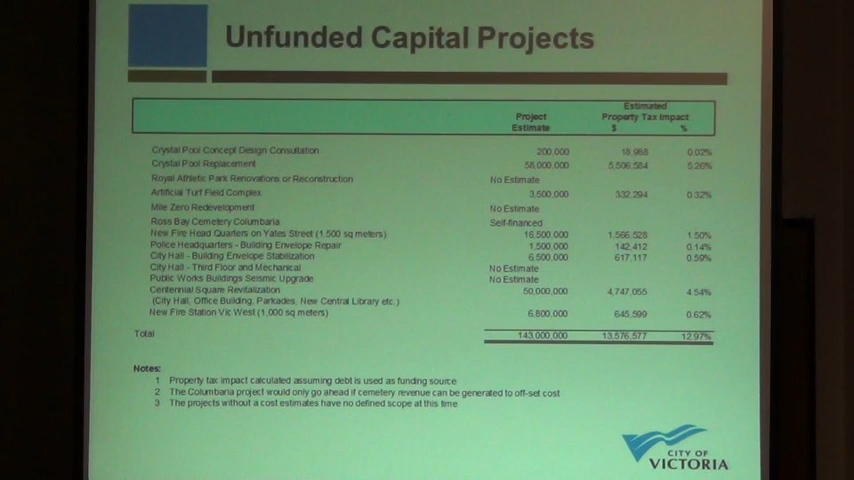 Unfunded Capital Projects
Estimated
Project Property Tax Impact
Estimate $ %
Crystal Pool Concept Design Consultation 200,000 18,988 0.02%
Crystal Pool Replacement 58,000,000 5,506,584 5.26%
Royal Athletic Park Renovations or Reconstruction No Estimate
Artificial Turf Field Complex 3,500,000 332,294 0.32%
Mile Zero Redevelopment No Estimate
Ross Bay Cemetery Columbaria Self-financed
New Fire Head Quarters on Yates Street (1,500 sq meters) 16,500,000 1,566,528 1.50%
Police Headquarters - Building Envelope Repair 1,500,000 142,412 0.14%
City Hall - Building Envelope Stabilization 6,500,000 617,117 0.59%
City Hall - Third Floor and Mechanical No Estimate
Public Works Buildings Seismic Upgrade No Estimate
Centennial Square Revitalization 50,000,000 4,747,055 4.54%
(City Hall, Office Building, Parkades, New Central Library etc.)
New Fire Station Vic West (1,000 sq meters) 6,800,000 645,599 0.62%
Total 143,000,000 13,576,577 12.97%
Notes:
1 Property tax impact calculated assuming debt is used as funding source
2 The Columbaria project would only go ahead if cemetery revenue can be generated to off-set cost
3 The projects without a cost estimates have no defined scope at this time
CITY OF
VICTORIA